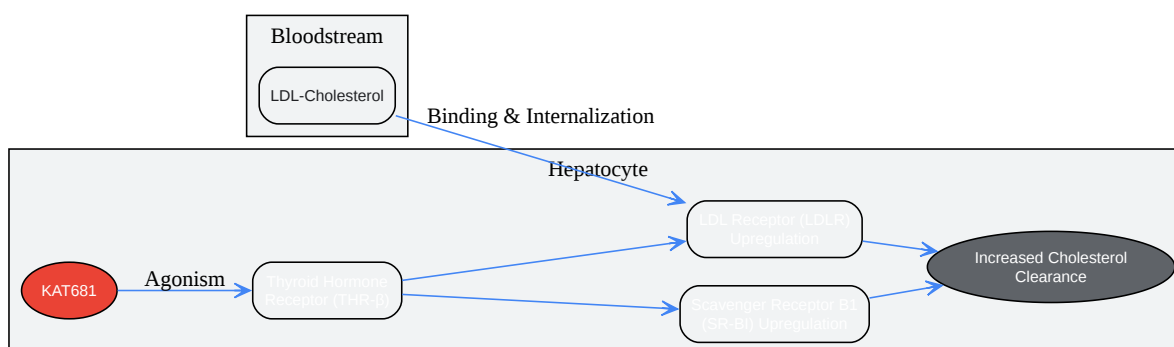 Bloodstream
LDL-Cholesterol
Binding & Internalization
Hepatocyte
LDL Receptor (LDLR)
Upregulation
Increased Cholesterol
Clearance
KAT681
Agonism
Thyroid Hormone
Receptor (THR-β)
Scavenger Receptor B1
(SR-BI) Upregulation